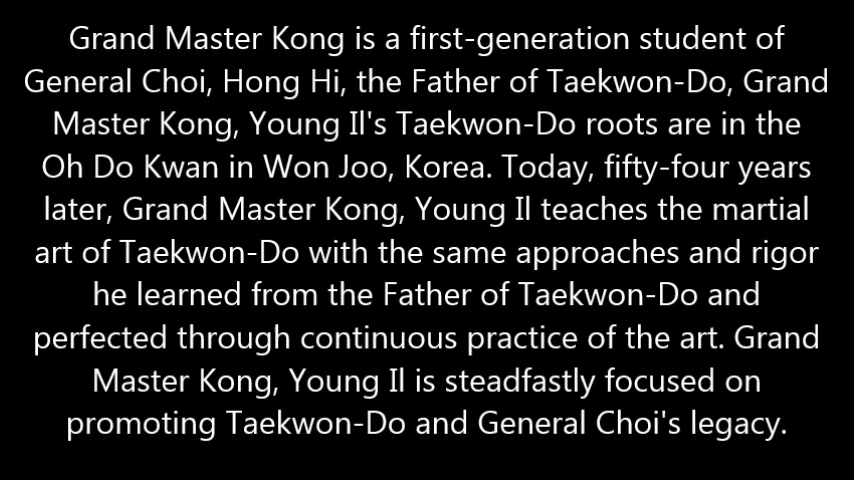 Grand Master Kong is a first-generation student of
General Choi, Hong Hi, the Father of Taekwon-Do, Grand
Master Kong, Young Il's Taekwon-Do roots are in the
Oh Do Kwan in Won Joo, Korea. Today, fifty-four years
later, Grand Master Kong, Young Il teaches the martial
art of Taekwon-Do with the same approaches and rigor
he learned from the Father of Taekwon-Do and
perfected through continuous practice of the art. Grand
Master Kong, Young Il is steadfastly focused on
promoting Taekwon-Do and General Choi's legacy.